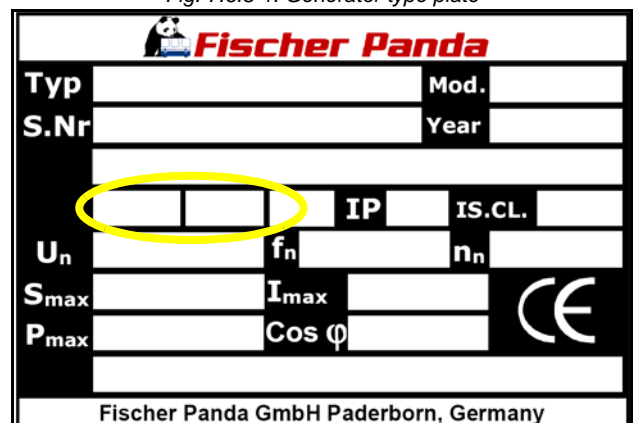 Fischer Panda
Typ Mod.
S.Nr Year
IP IS.CL.
Un fn nn
Smax Imax CE
Pmax Cos φ
Fischer Panda GmbH Paderborn, Germany